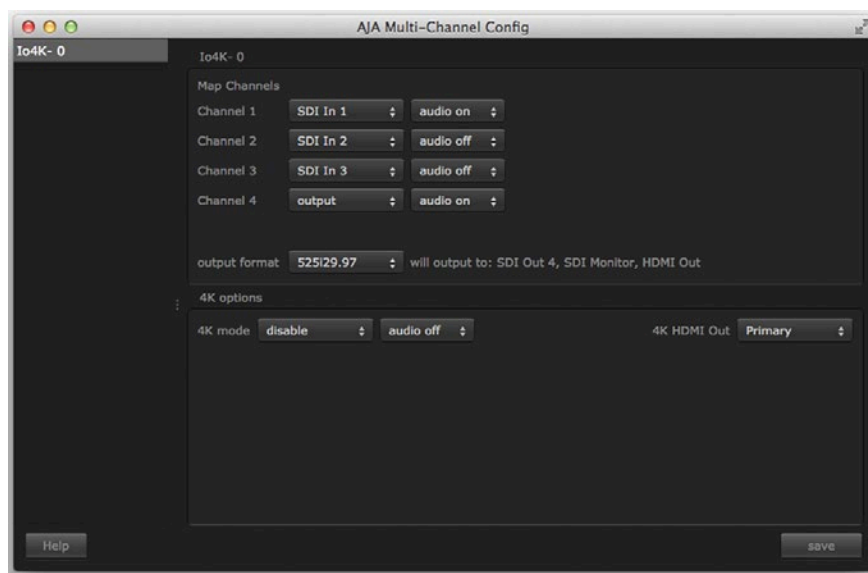 AJA Multi-Channel Config
Io4K- 0
Io4K- 0
Map Channels
Channel 1 SDI In 1 audio on
Channel 2 SDI In 2 audio off
Channel 3 SDI In 3 audio off
Channel 4 output audio on
output format 525i29.97 will output to: SDI Out 4, SDI Monitor, HDMI Out
4K options
4K mode disable audio off 4K HDMI Out Primary
Help save